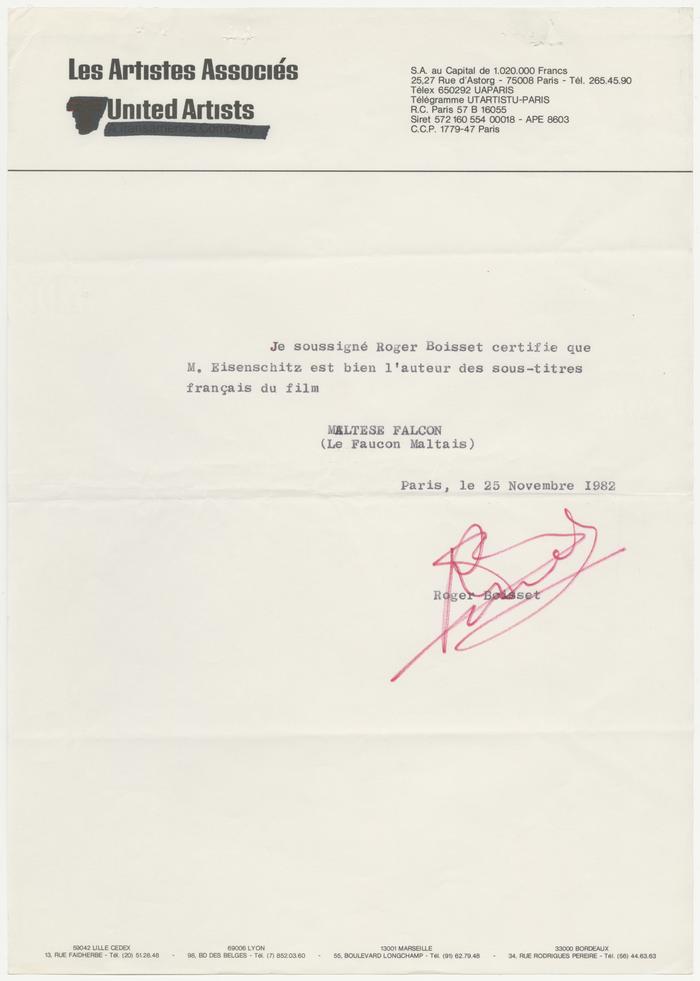 Les Artistes Associés
United Artists
A Transamerica Company
S.A. au Capital de 1.020.000 Francs
25,27 Rue d'Astorg - 75008 Paris - Tél. 265.45.90
Télex 650292 UAPARIS
Télégramme UTARTISTU-PARIS
R.C. Paris 57 B 16055
Siret 572 160 554 00018 - APE 8603
C.C.P. 1779-47 Paris
Je soussigné Roger Boisset certifie que
M. Eisenschitz est bien l'auteur des sous-titres
français du film
MALTESE FALCON
(Le Faucon Maltais)
Paris, le 25 Novembre 1982
Roger Boisset
59042 LILLE CEDEX
13, RUE FAIDHERBE - Tél. (20) 51.28.48
-
69006 LYON
98, BD DES BELGES - Tél. (7) 852.03.60
-
13001 MARSEILLE
55, BOULEVARD LONGCHAMP - Tél. (91) 62.79.48
-
33000 BORDEAUX
34, RUE RODRIGUES PEREIRE - Tél. (56) 44.63.63